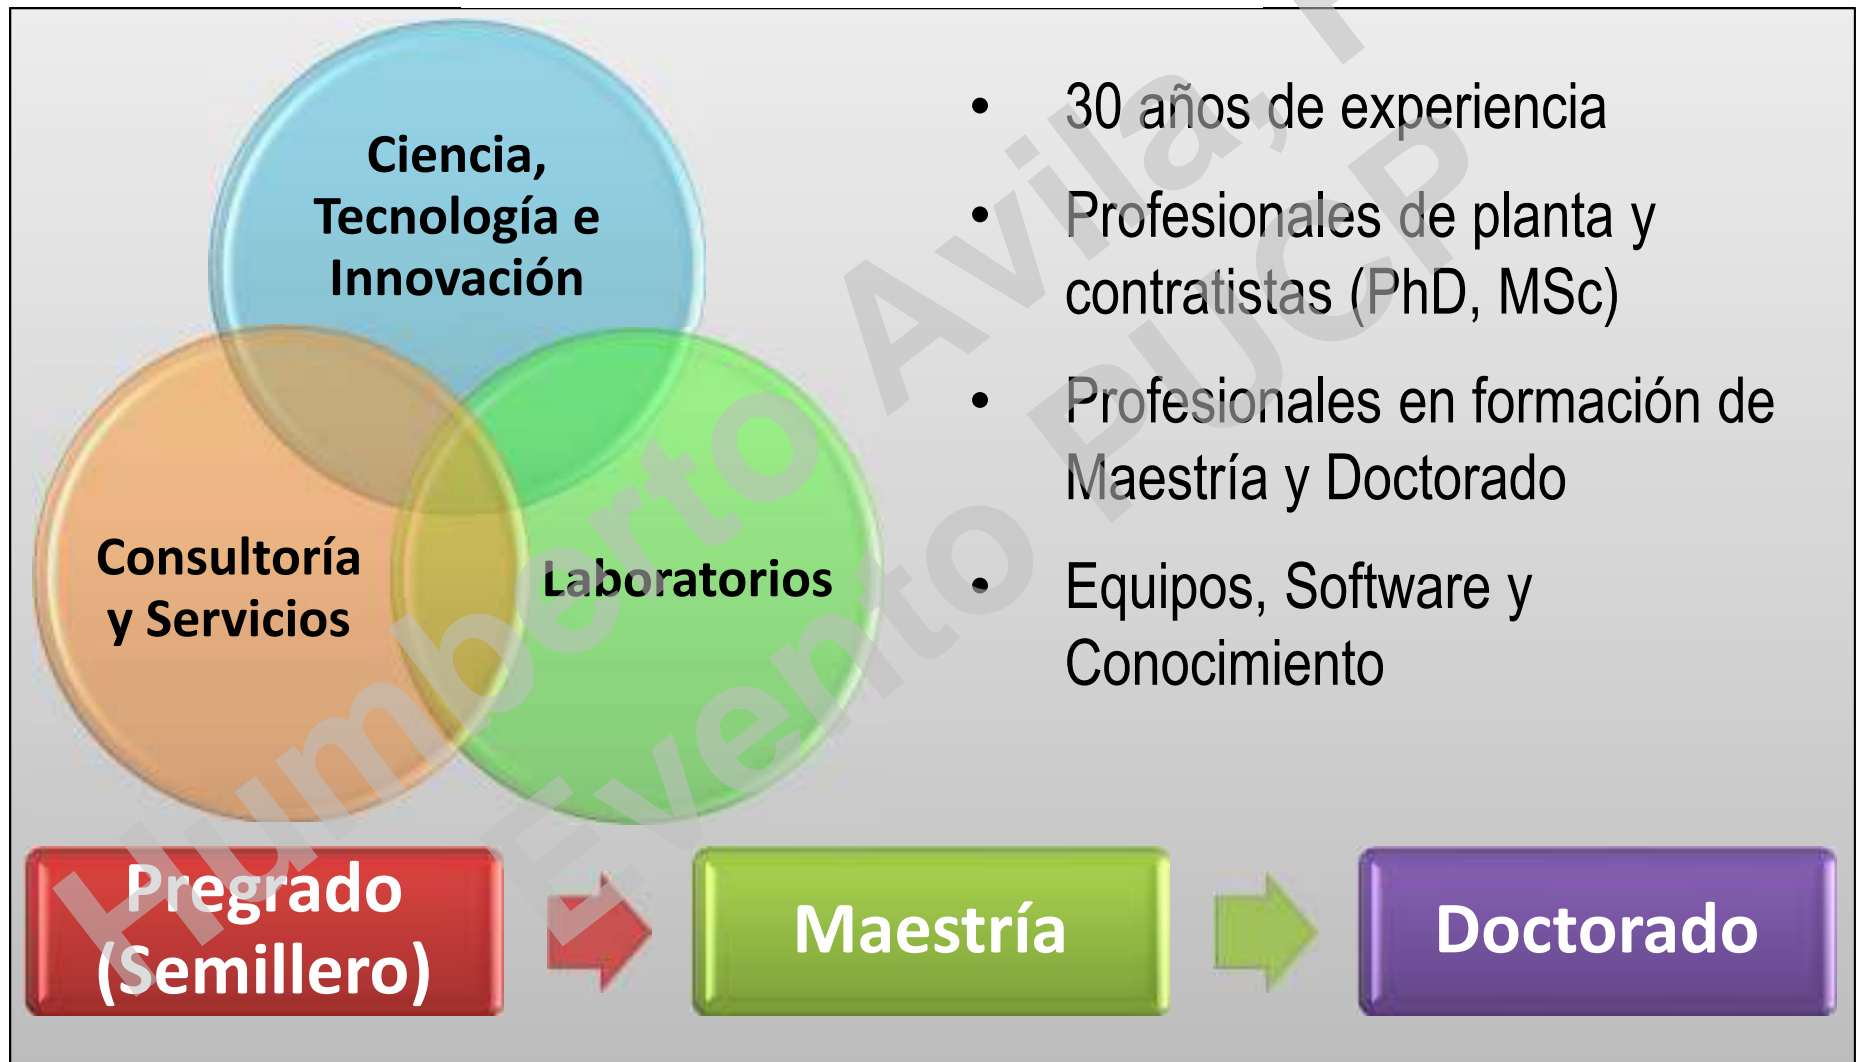 Ciencia,
Tecnología e
Innovación
Consultoría
y Servicios
Laboratorios
• 30 años de experiencia
• Profesionales de planta y
contratistas (PhD, MSc)
• Profesionales en formación de
Maestría y Doctorado
• Equipos, Software y
Conocimiento
Pregrado
(Semillero)
Maestría
Doctorado
Humberto Avila,
Evento PUCP